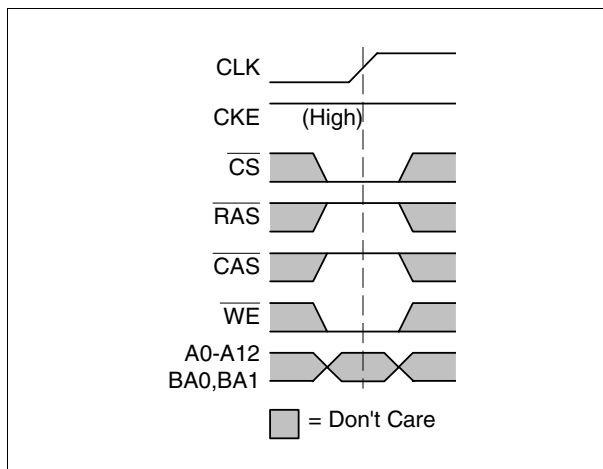 CLK
CKE (High)
CS
RAS
CAS
WE
A0-A12
BA0,BA1
= Don't Care